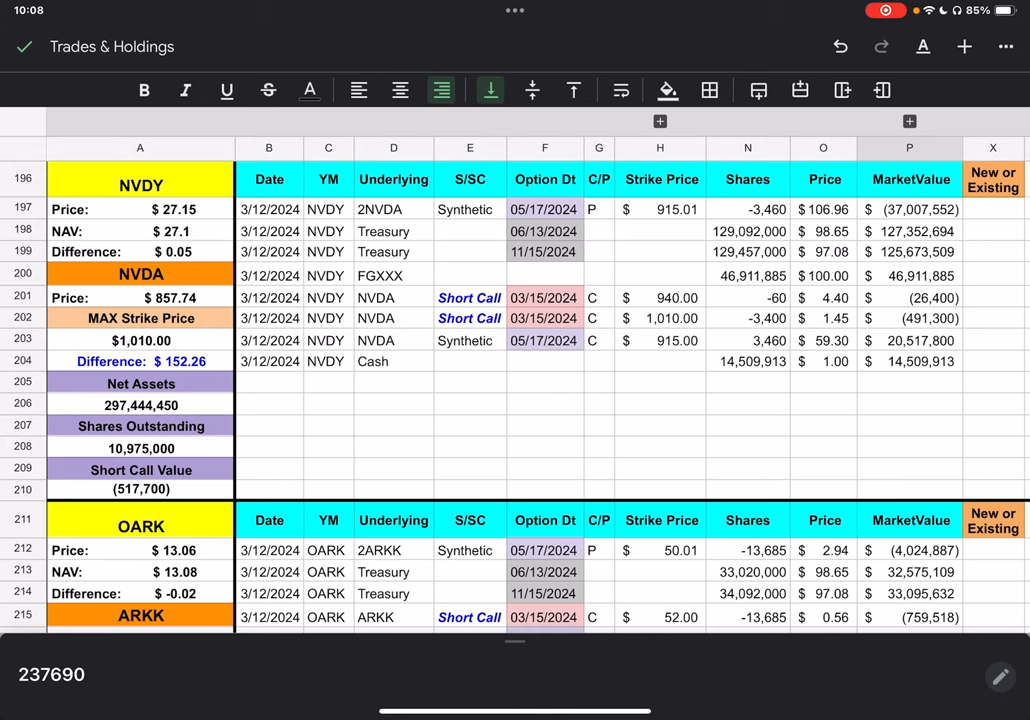 10:08 85%
Trades & Holdings A
B I U S A
A B C D E F G H N O P X
196 NVDY Date YM Underlying S/SC Option Dt C/P Strike Price Shares Price MarketValue New or Existing
197 Price: $ 27.15 3/12/2024 NVDY 2NVDA Synthetic 05/17/2024 P $ 915.01 -3,460 $ 106.96 $ (37,007,552)
198 NAV: $ 27.1 3/12/2024 NVDY Treasury 06/13/2024 129,092,000 $ 98.65 $ 127,352,694
199 Difference: $ 0.05 3/12/2024 NVDY Treasury 11/15/2024 129,457,000 $ 97.08 $ 125,673,509
200 NVDA 3/12/2024 NVDY FGXXX 46,911,885 $ 100.00 $ 46,911,885
201 Price: $ 857.74 3/12/2024 NVDY NVDA Short Call 03/15/2024 C $ 940.00 -60 $ 4.40 $ (26,400)
202 MAX Strike Price 3/12/2024 NVDY NVDA Short Call 03/15/2024 C $ 1,010.00 -3,400 $ 1.45 $ (491,300)
203 $1,010.00 3/12/2024 NVDY NVDA Synthetic 05/17/2024 C $ 915.00 3,460 $ 59.30 $ 20,517,800
204 Difference: $ 152.26 3/12/2024 NVDY Cash 14,509,913 $ 1.00 $ 14,509,913
205 Net Assets
206 297,444,450
207 Shares Outstanding
208 10,975,000
209 Short Call Value
210 (517,700)
211 OARK Date YM Underlying S/SC Option Dt C/P Strike Price Shares Price MarketValue New or Existing
212 Price: $ 13.06 3/12/2024 OARK 2ARKK Synthetic 05/17/2024 P $ 50.01 -13,685 $ 2.94 $ (4,024,887)
213 NAV: $ 13.08 3/12/2024 OARK Treasury 06/13/2024 33,020,000 $ 98.65 $ 32,575,109
214 Difference: $ -0.02 3/12/2024 OARK Treasury 11/15/2024 34,092,000 $ 97.08 $ 33,095,632
215 ARKK 3/12/2024 OARK ARKK Short Call 03/15/2024 C $ 52.00 -13,685 $ 0.56 $ (759,518)
237690